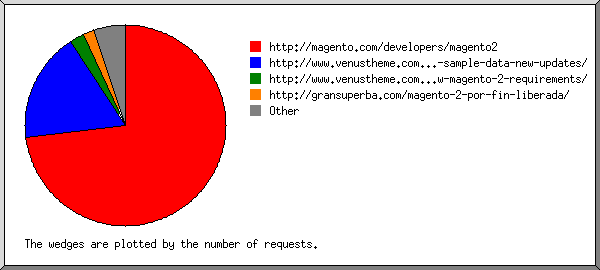 http://magento.com/developers/magento2
http://www.venustheme.com...-sample-data-new-updates/
http://www.venustheme.com...w-magento-2-requirements/
http://gransuperba.com/magento-2-por-fin-liberada/
Other
The wedges are plotted by the number of requests.